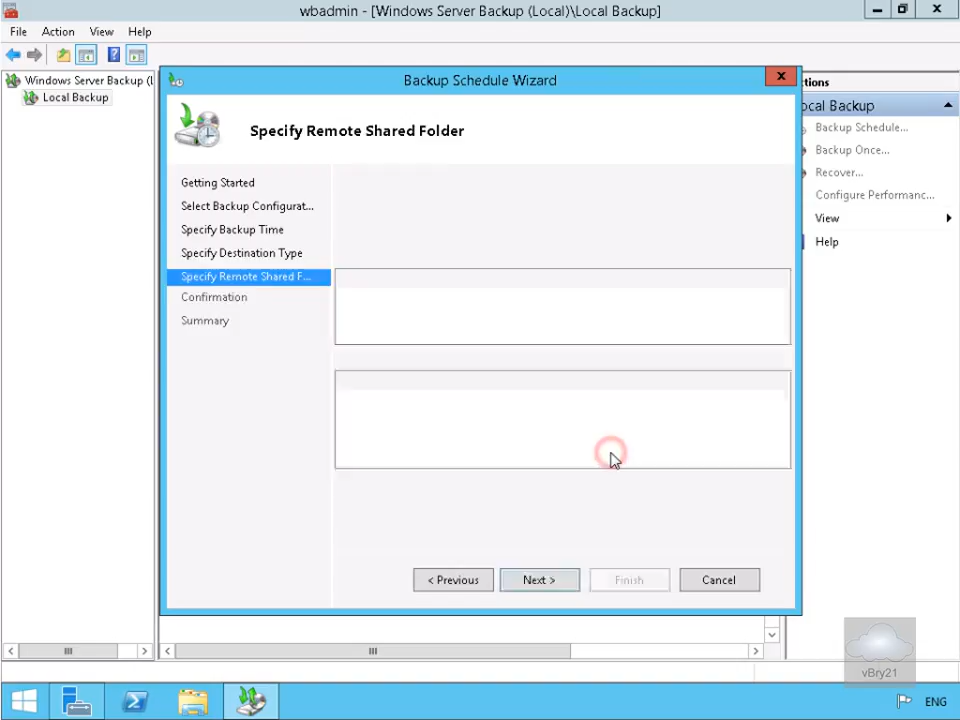 wbadmin - [Windows Server Backup (Local)\Local Backup]
File Action View Help
Windows Server Backup (L
Local Backup
Backup Schedule Wizard
Specify Remote Shared Folder
Getting Started
Select Backup Configurat...
Specify Backup Time
Specify Destination Type
Specify Remote Shared F...
Confirmation
Summary
< Previous
Next >
Finish
Cancel
ctions
ocal Backup
Backup Schedule...
Backup Once...
Recover...
Configure Performanc...
View
Help
vBry21
ENG